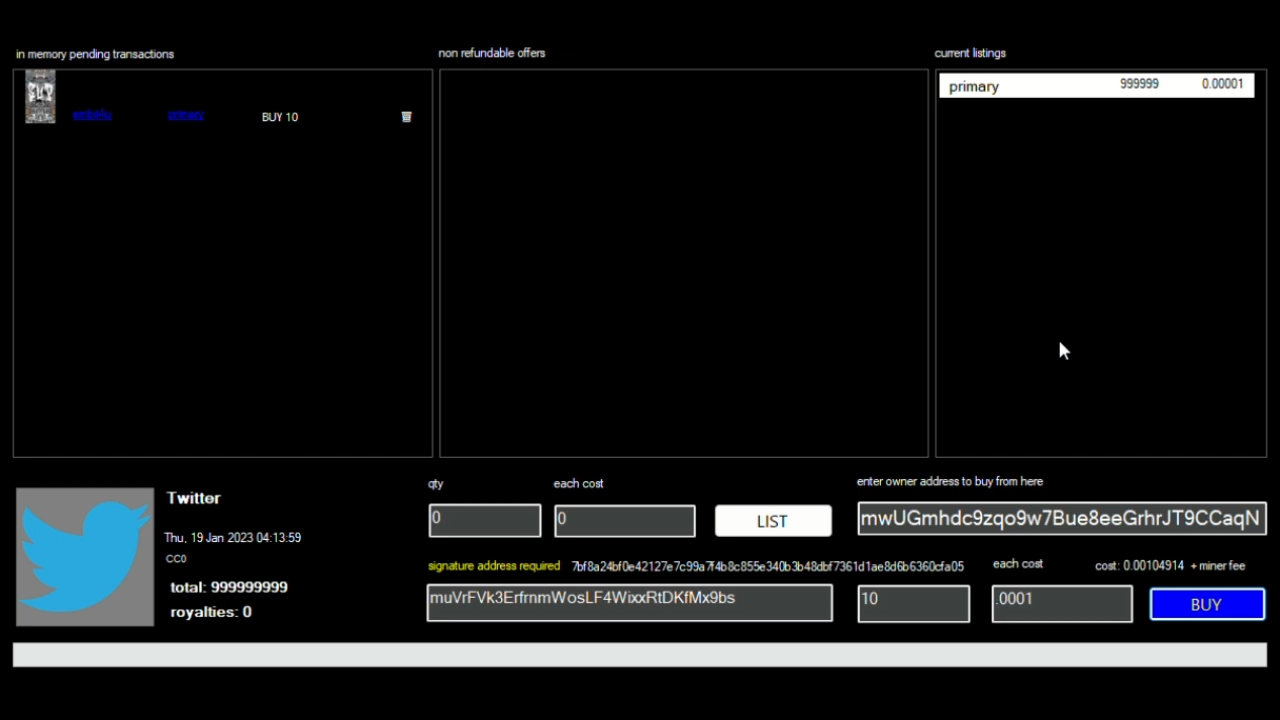 in memory pending transactions
non refundable offers
current listings
BUY
primary
BUY 10
primary 999999 0.00001
Twitter
Thu, 19 Jan 2023 04:13:59
CC0
total: 999999999
royalties: 0
qty
each cost
0
0
LIST
enter owner address to buy from here
mwUGmhdc9zqo9w7Bue8eeGrhrJT9CCaqN
signature address required 7bf8a24bf0e42127e7c99a7f4b8c855e340b3b48dbf7361d1ae8d6b6360cfa05
each cost
cost: 0.00104914 + miner fee
muVrFVk3ErfrnmWosLF4WixxRtDKfMx9bs
10
.0001
BUY